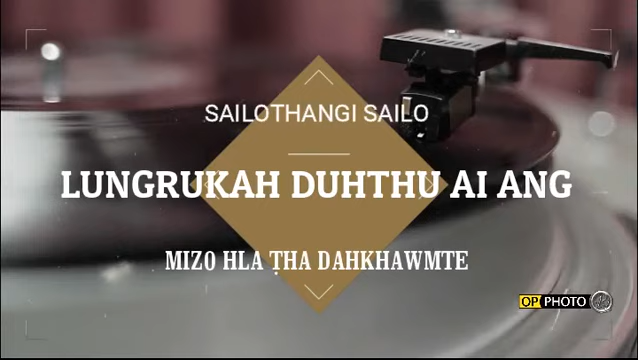 SAILOTHANGI SAILO
LUNGRUKAH DUHTHU AI ANG
MIZO HLA ṬHA DAHKHAWMTE
OP PHOTO